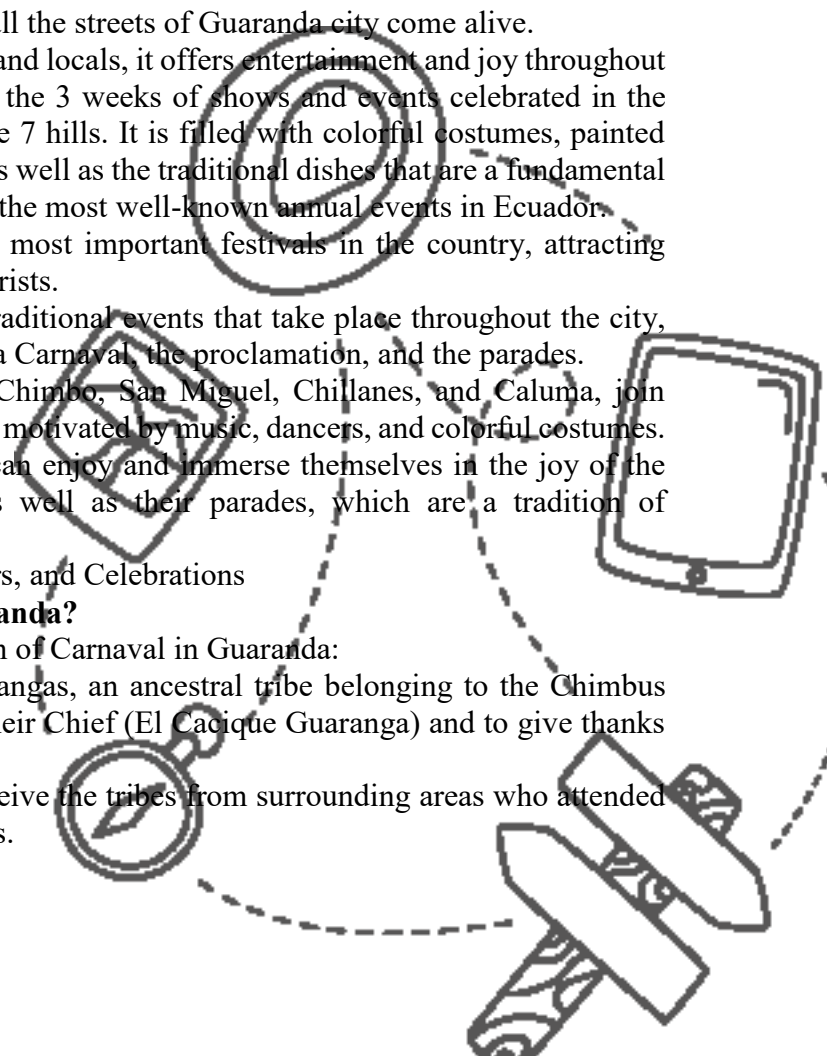 ll the streets of Guaranda city come alive.
and locals, it offers entertainment and joy throughout
the 3 weeks of shows and events celebrated in the
e 7 hills. It is filled with colorful costumes, painted
s well as the traditional dishes that are a fundamental
the most well-known annual events in Ecuador.
most important festivals in the country, attracting
rists.
raditional events that take place throughout the city,
a Carnaval, the proclamation, and the parades.
Chimbo, San Miguel, Chillanes, and Caluma, join
motivated by music, dancers, and colorful costumes.
can enjoy and immerse themselves in the joy of the
s well as their parades, which are a tradition of
rs, and Celebrations
anda?
n of Carnaval in Guaranda:
angas, an ancestral tribe belonging to the Chimbus
heir Chief (El Cacique Guaranga) and to give thanks
eive the tribes from surrounding areas who attended
s.